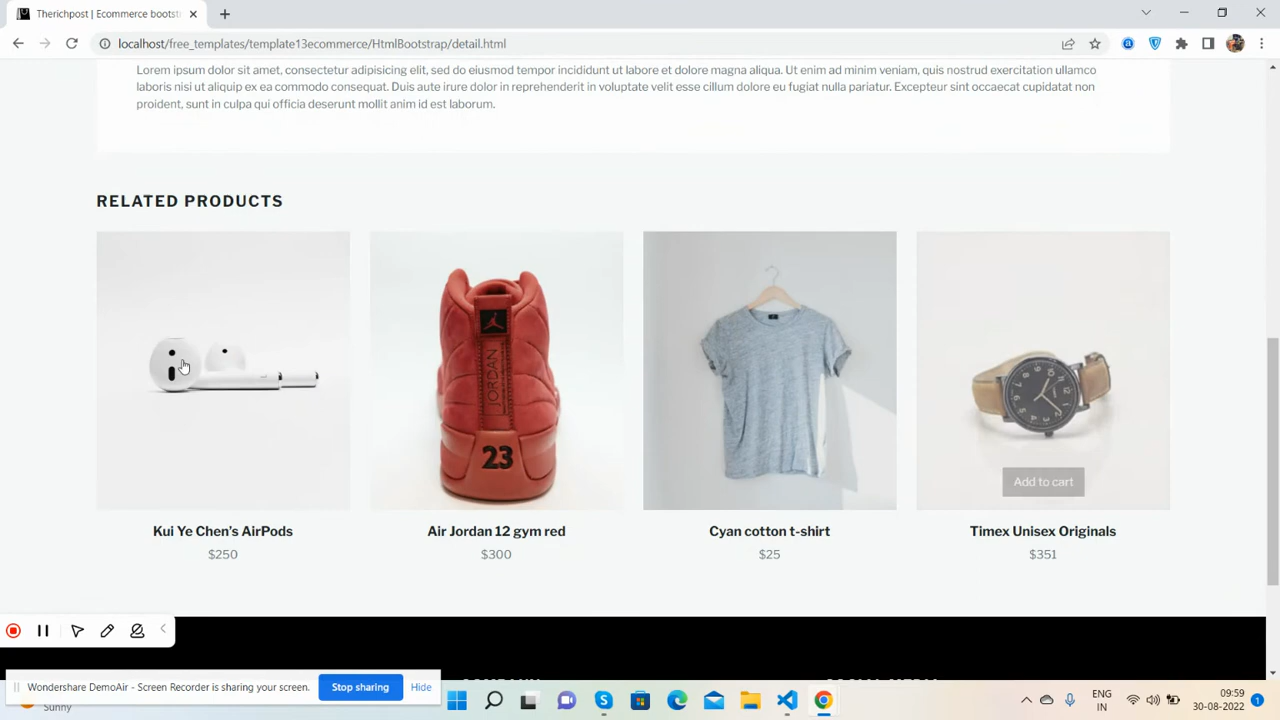 Therichpost | Ecommerce bootst
localhost/free_templates/template13ecommerce/HtmlBootstrap/detail.html
Lorem ipsum dolor sit amet, consectetur adipisicing elit, sed do eiusmod tempor incididunt ut labore et dolore magna aliqua. Ut enim ad minim veniam, quis nostrud exercitation ullamco
laboris nisi ut aliquip ex ea commodo consequat. Duis aute irure dolor in reprehenderit in voluptate velit esse cillum dolore eu fugiat nulla pariatur. Excepteur sint occaecat cupidatat non
proident, sunt in culpa qui officia deserunt mollit anim id est laborum.
RELATED PRODUCTS
JORDAN
23
Add to cart
Kui Ye Chen's AirPods
Air Jordan 12 gym red
Cyan cotton t-shirt
Timex Unisex Originals
$250
$300
$25
$351
Wondershare DemoAir - Screen Recorder is sharing your screen.
Stop sharing
Hide
Sunny
ENG
IN
09:59
30-08-2022
1